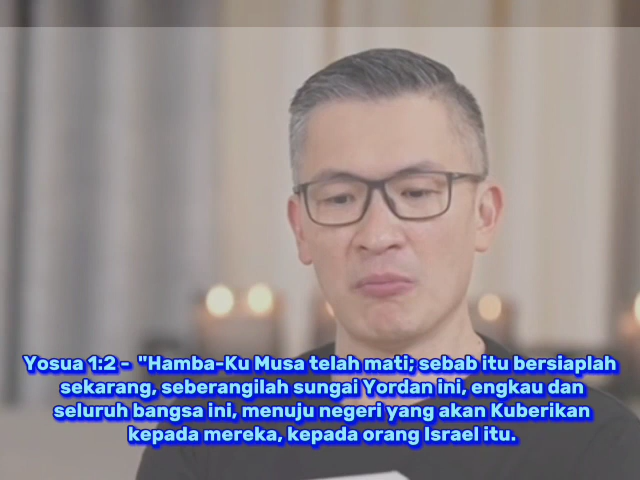 Yosua 1:2 - "Hamba-Ku Musa telah mati; sebab itu bersiaplah
sekarang, seberangilah sungai Yordan ini, engkau dan
seluruh bangsa ini, menuju negeri yang akan Kuberikan
kepada mereka, kepada orang Israel itu.